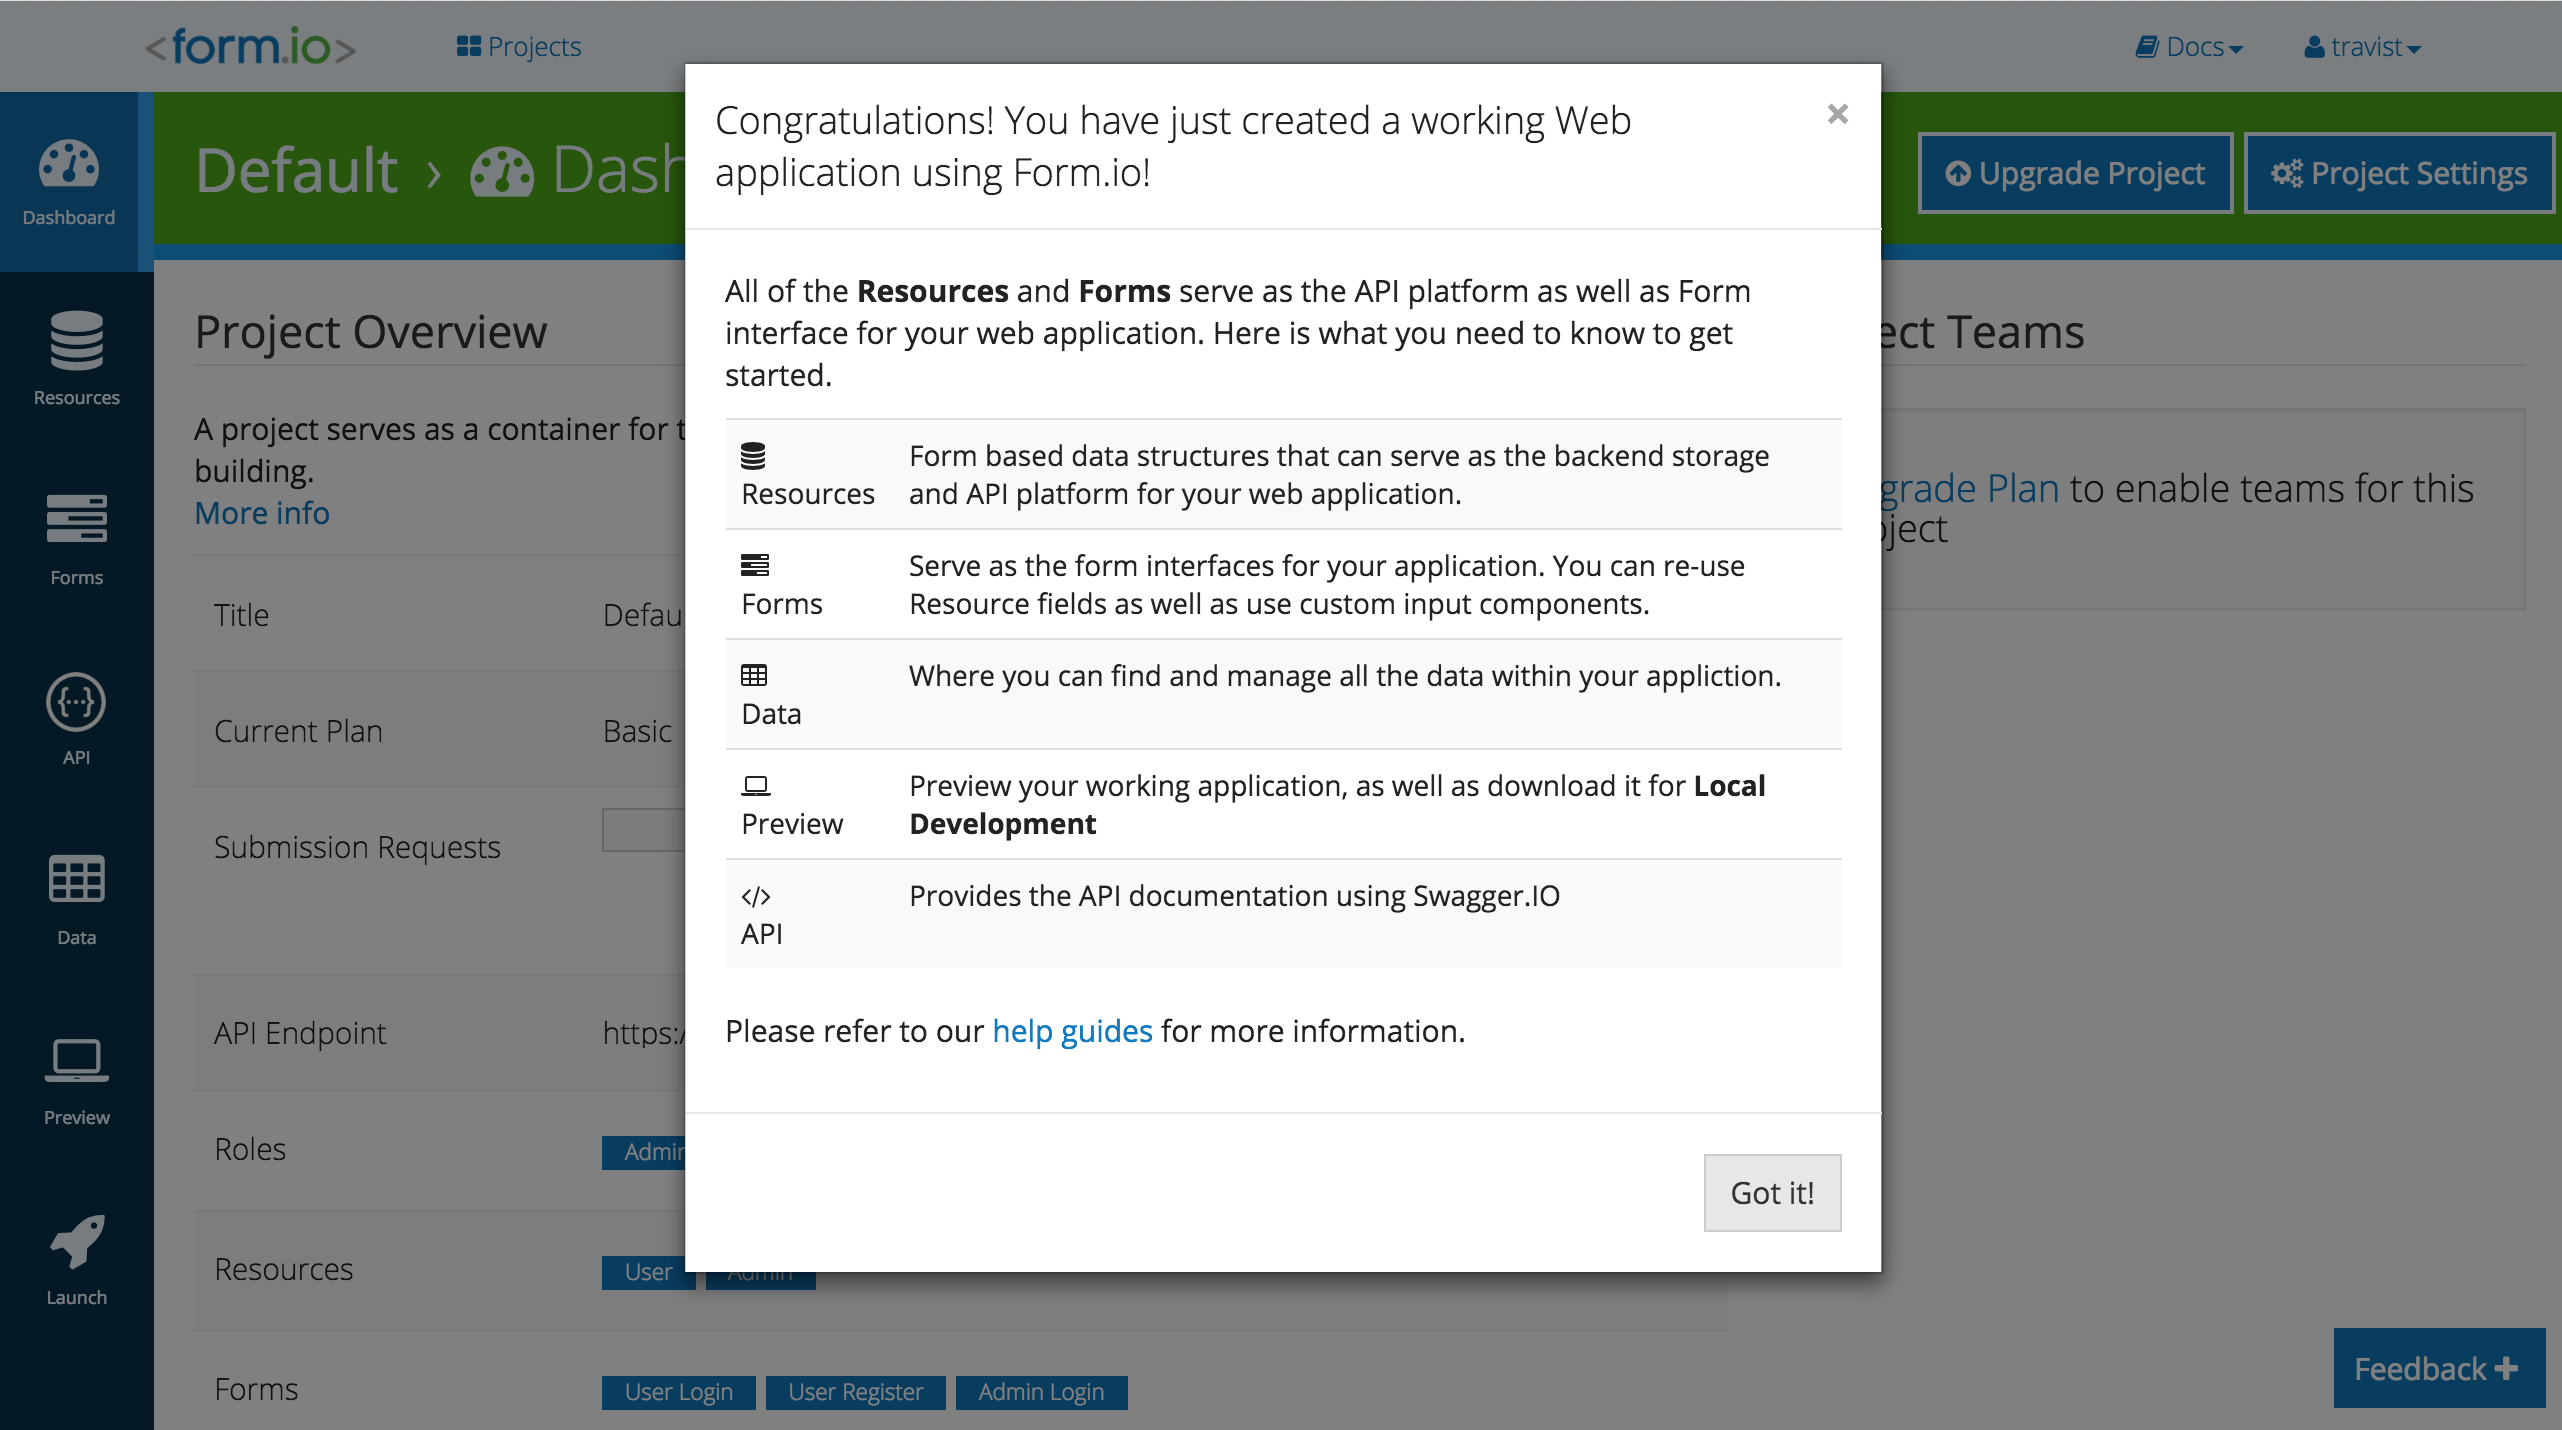 <form.io>
Projects
Docs
travist
Default › Dash
Upgrade Project
Project Settings
Dashboard
Resources
Forms
API
Data
Preview
Launch
Project Overview
A project serves as a container for t
building.
More info
Title Defau
Current Plan Basic
Submission Requests
API Endpoint https:/
Roles Admin
Resources User Admin
Forms User Login User Register Admin Login
Congratulations! You have just created a working Web
application using Form.io!
×
All of the Resources and Forms serve as the API platform as well as Form
interface for your web application. Here is what you need to know to get
started.
Resources
Form based data structures that can serve as the backend storage
and API platform for your web application.
Forms
Serve as the form interfaces for your application. You can re-use
Resource fields as well as use custom input components.
Data
Where you can find and manage all the data within your appliction.
Preview
Preview your working application, as well as download it for Local
Development
</>
API
Provides the API documentation using Swagger.IO
Please refer to our help guides for more information.
Got it!
ect Teams
grade Plan to enable teams for this
oject
Feedback +